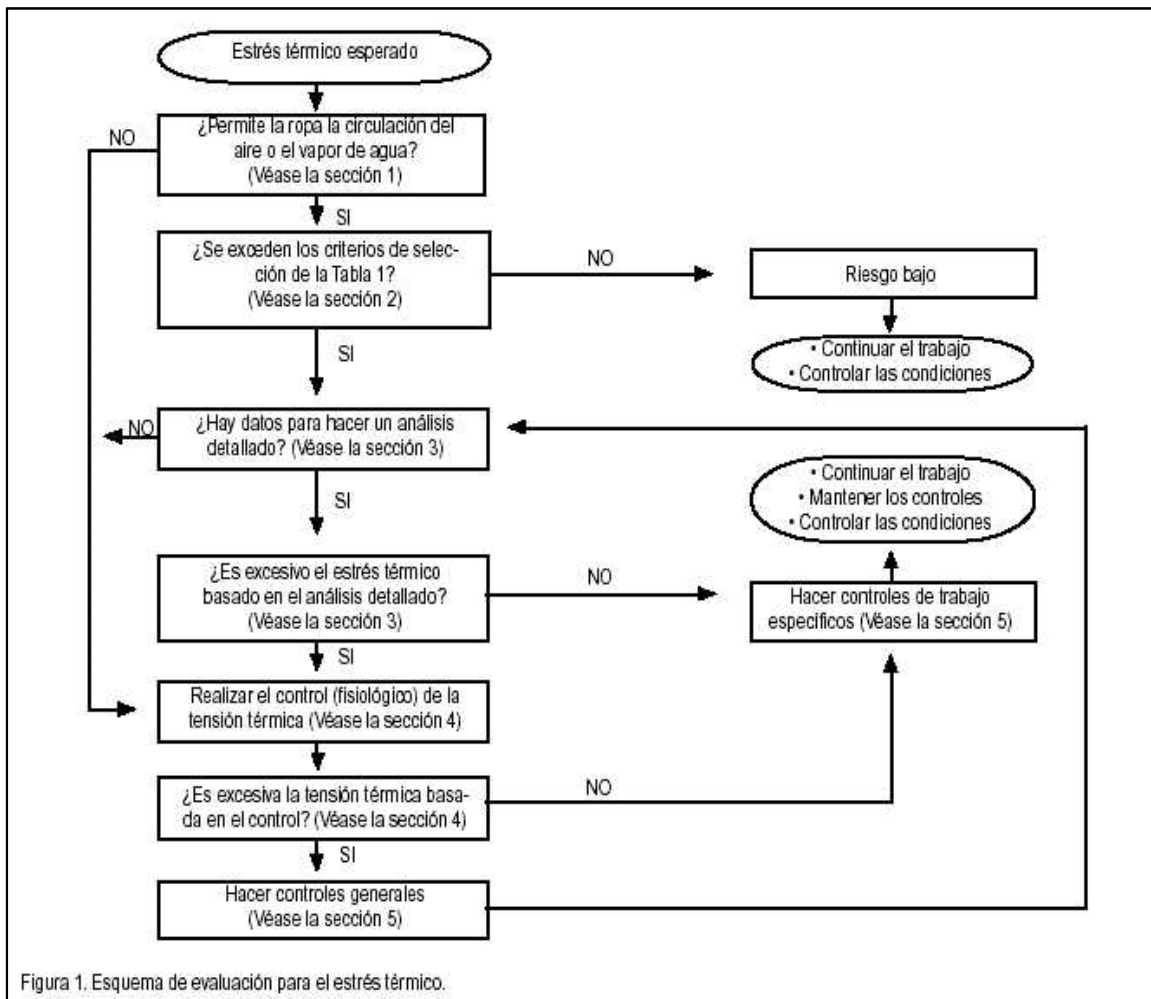 Estrés térmico esperado
NO
¿Permite la ropa la circulación del
aire o el vapor de agua?
(Véase la sección 1)
SI
¿Se exceden los criterios de selec-
ción de la Tabla 1?
(Véase la sección 2)
NO
Riesgo bajo
• Continuar el trabajo
• Controlar las condiciones
SI
NO
¿Hay datos para hacer un análisis
detallado? (Véase la sección 3)
SI
• Continuar el trabajo
• Mantener los controles
• Controlar las condiciones
¿Es excesivo el estrés térmico
basado en el análisis detallado?
(Véase la sección 3)
NO
Hacer controles de trabajo
específicos (Véase la sección 5)
SI
Realizar el control (fisiológico) de la
tensión térmica (Véase la sección 4)
¿Es excesiva la tensión térmica basa-
da en el control? (Véase la sección 4)
NO
SI
Hacer controles generales
(Véase la sección 5)
Figura 1. Esquema de evaluación para el estrés térmico.